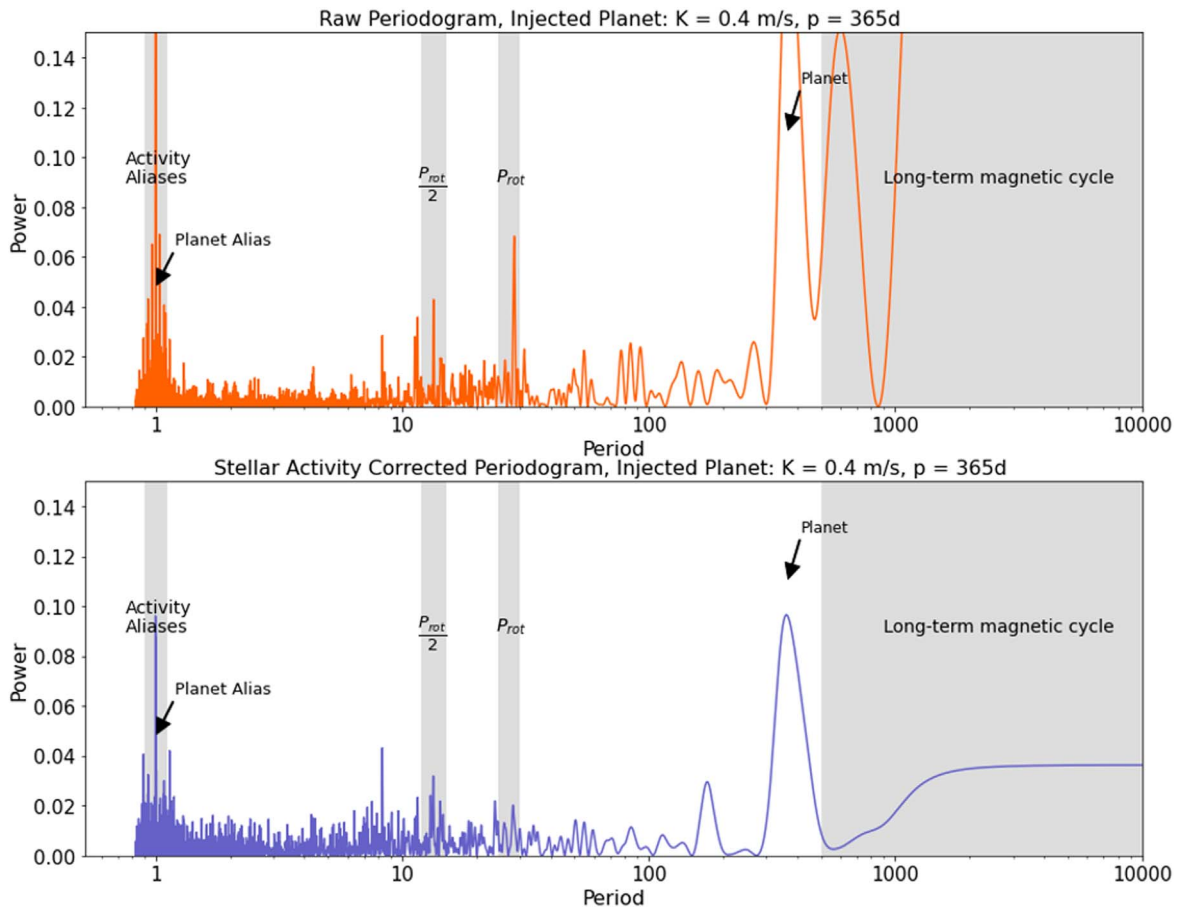 Raw Periodogram, Injected Planet: K = 0.4 m/s, p = 365d
0.14
0.12
0.10
0.08
0.06
0.04
0.02
0.00
Power
Activity
Aliases
Planet Alias
P_rot
2
P_rot
Planet
Long-term magnetic cycle
1 10 100 1000 10000
Period
Stellar Activity Corrected Periodogram, Injected Planet: K = 0.4 m/s, p = 365d
0.14
0.12
0.10
0.08
0.06
0.04
0.02
0.00
Power
Activity
Aliases
Planet Alias
P_rot
2
P_rot
Planet
Long-term magnetic cycle
1 10 100 1000 10000
Period